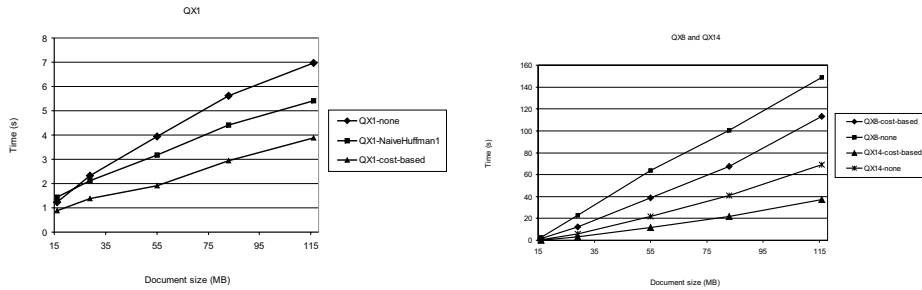 QX1
8
7
6
5
4
3
2
1
0
Time (s)
15 35 55 75 95 115
Document size (MB)
QX1-none
QX1-NaiveHuffman1
QX1-cost-based
QX8 and QX14
160
140
120
100
80
60
40
20
0
Time (s)
15 35 55 75 95 115
Document size (MB)
QX8-cost-based
QX8-none
QX14-cost-based
QX14-none